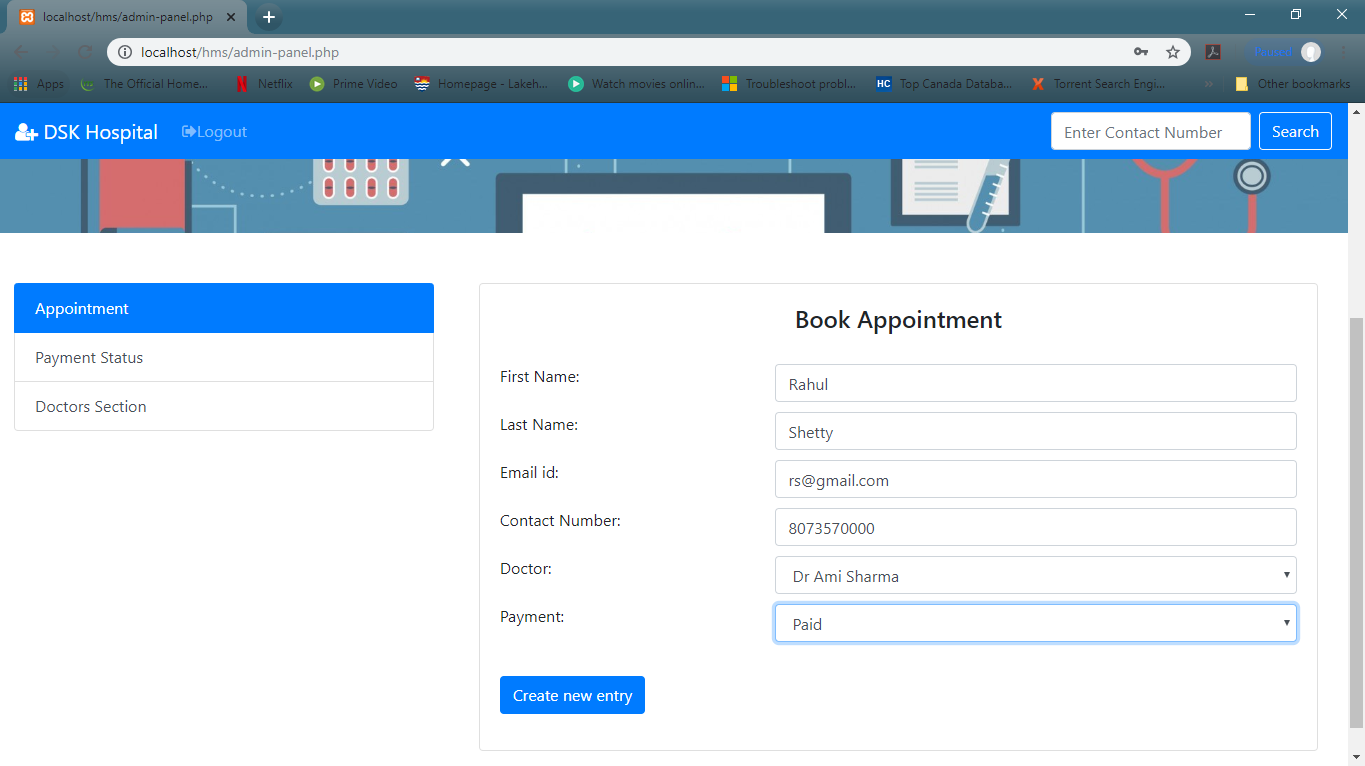 localhost/hms/admin-panel.php
localhost/hms/admin-panel.php
Paused
Apps The Official Home... Netflix Prime Video Homepage - Lakeh... Watch movies onlin... Troubleshoot probl... HC Top Canada Databa... Torrent Search Engi... » Other bookmarks
DSK Hospital Logout Enter Contact Number Search
Appointment
Payment Status
Doctors Section
Book Appointment
First Name: Rahul
Last Name: Shetty
Email id: rs@gmail.com
Contact Number: 8073570000
Doctor: Dr Ami Sharma
Payment: Paid
Create new entry